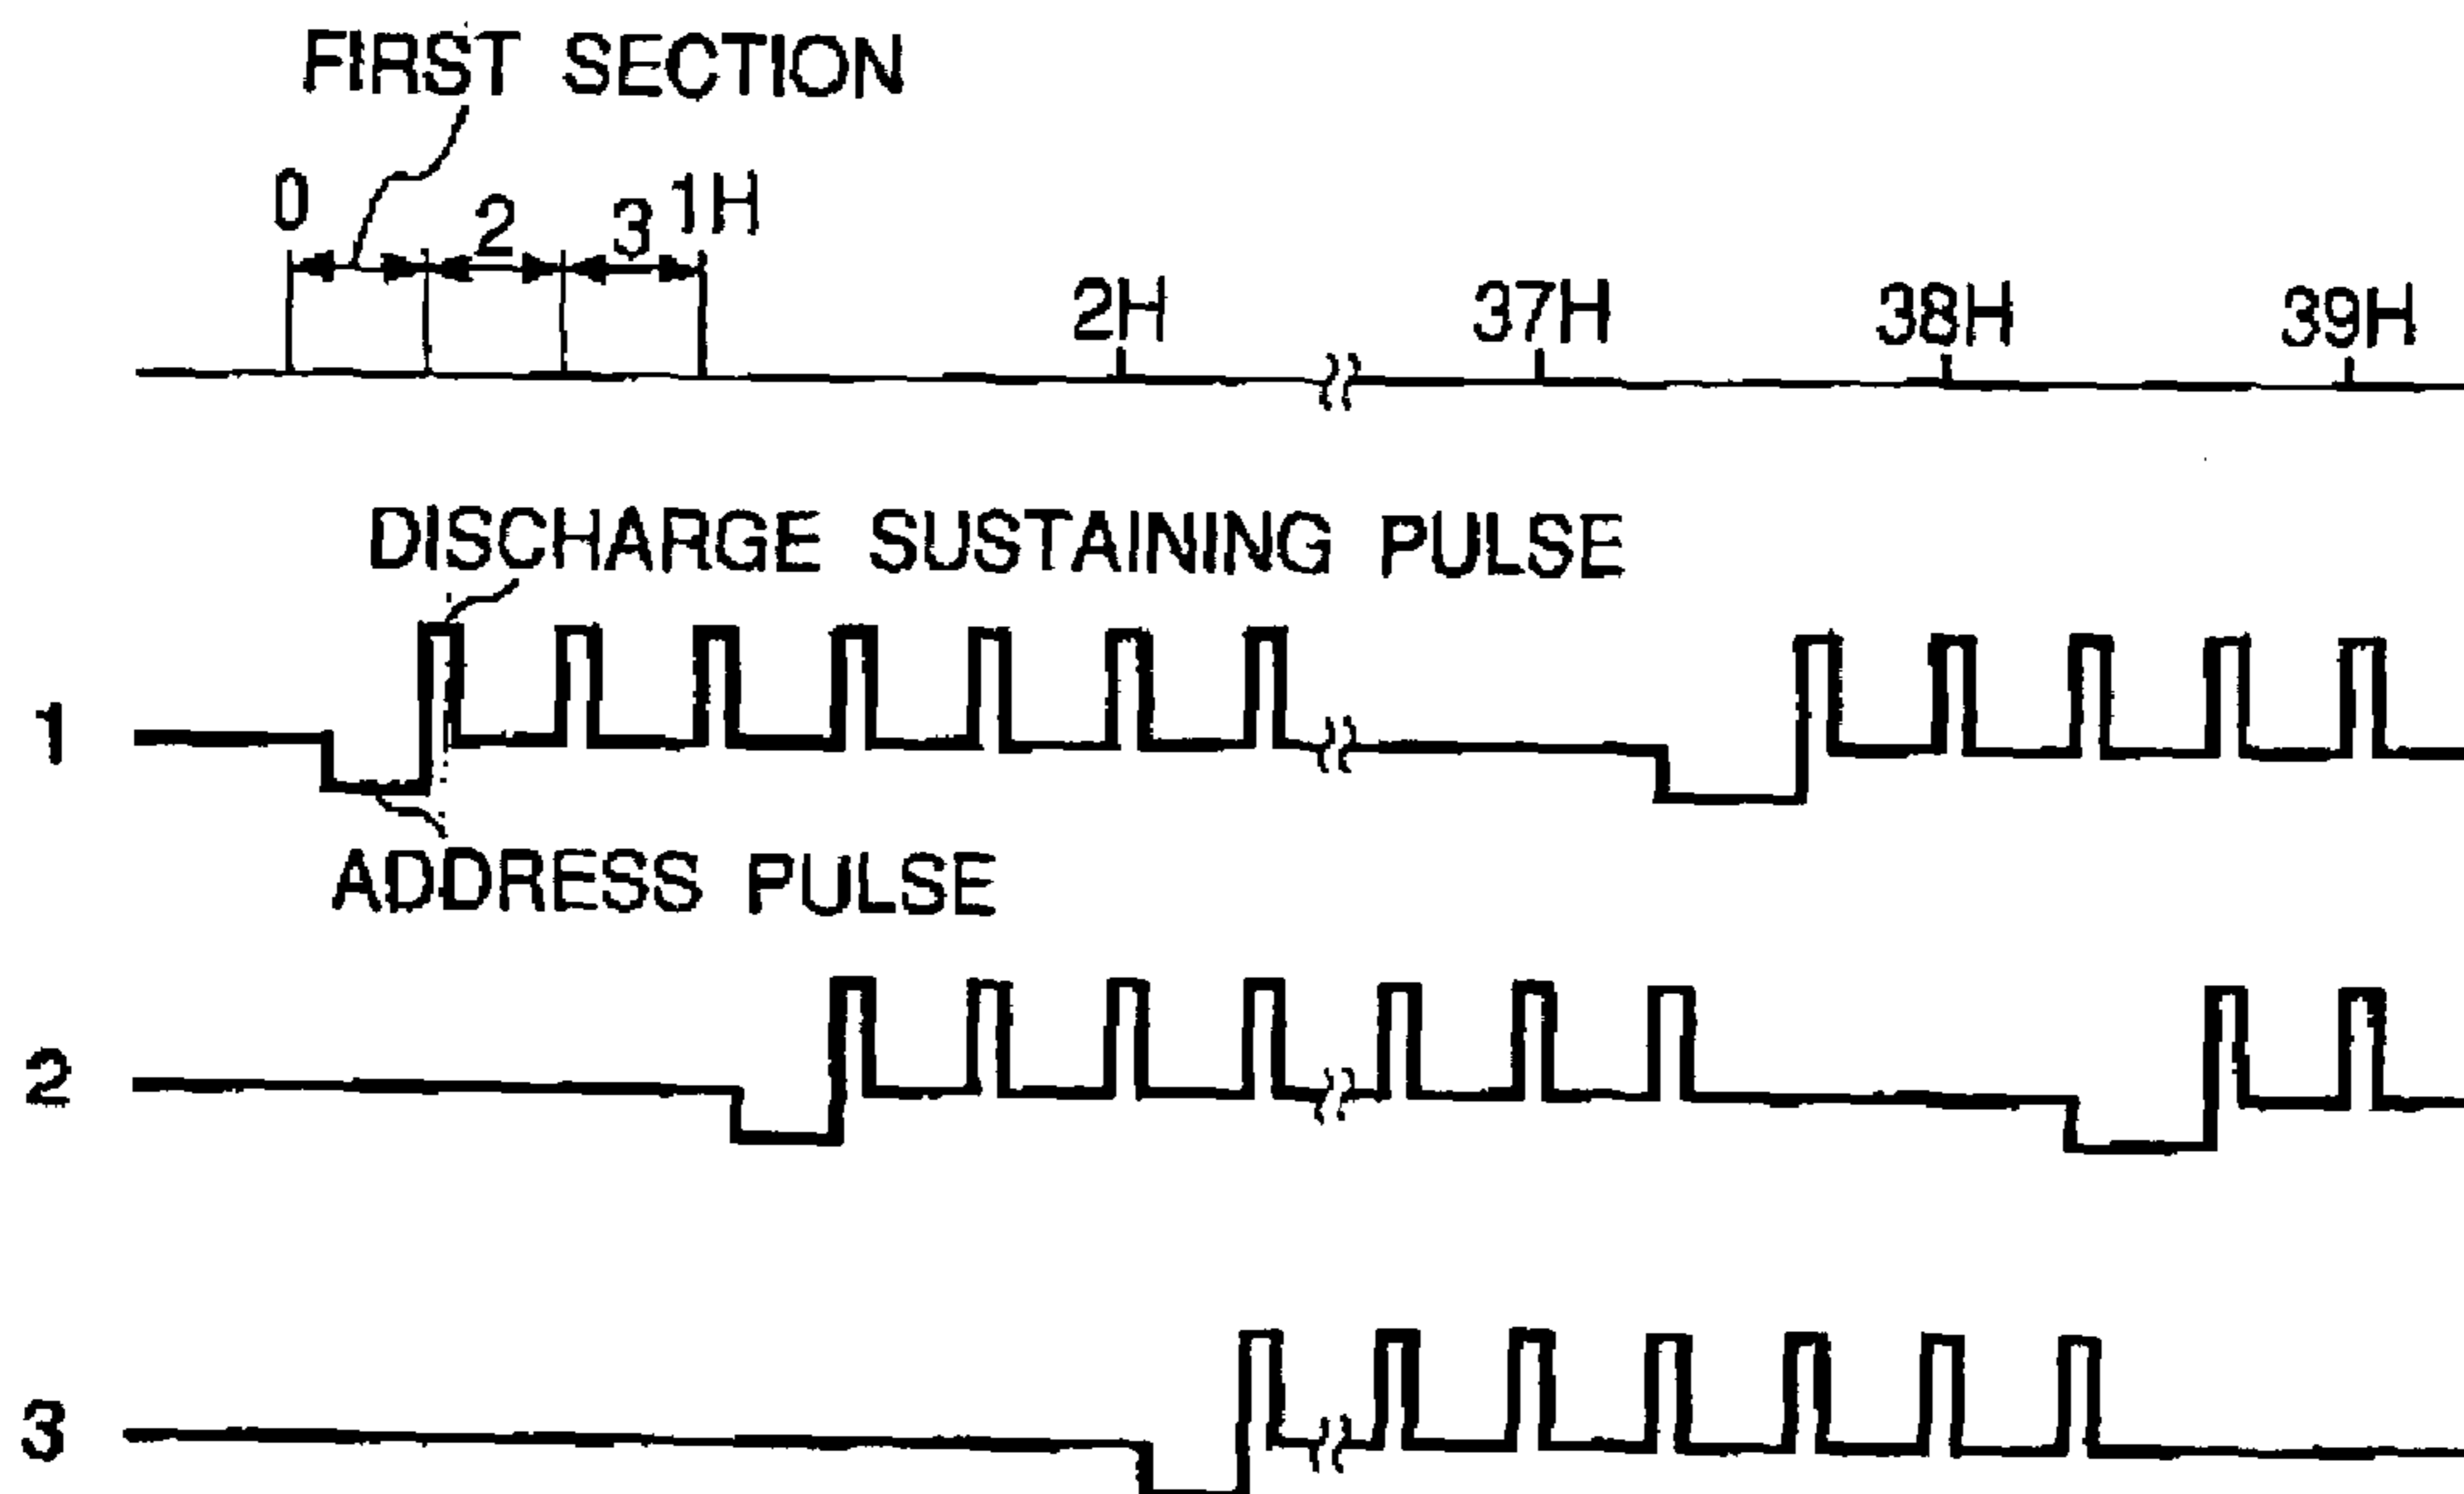 FIRST SECTION
0 2 3 1H
2H 37H 38H 39H
DISCHARGE SUSTAINING PULSE
1
ADDRESS PULSE
2
3